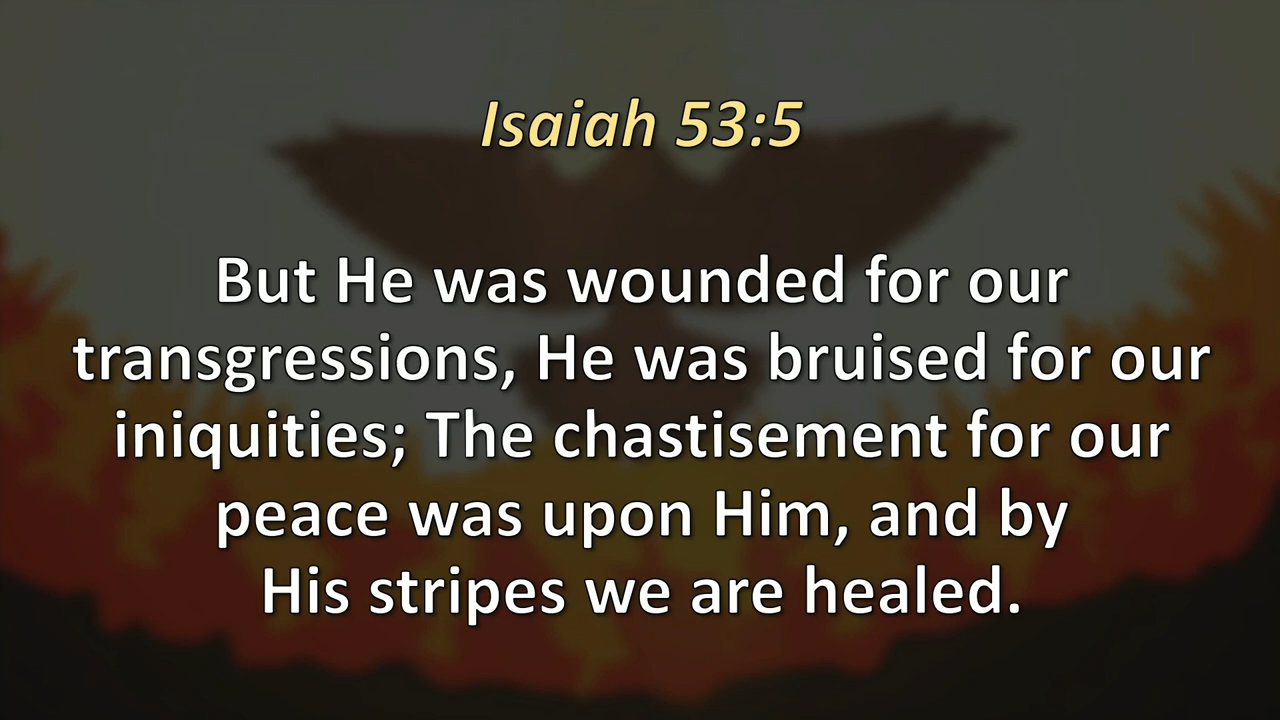 Isaiah 53:5
But He was wounded for our
transgressions, He was bruised for our
iniquities; The chastisement for our
peace was upon Him, and by
His stripes we are healed.